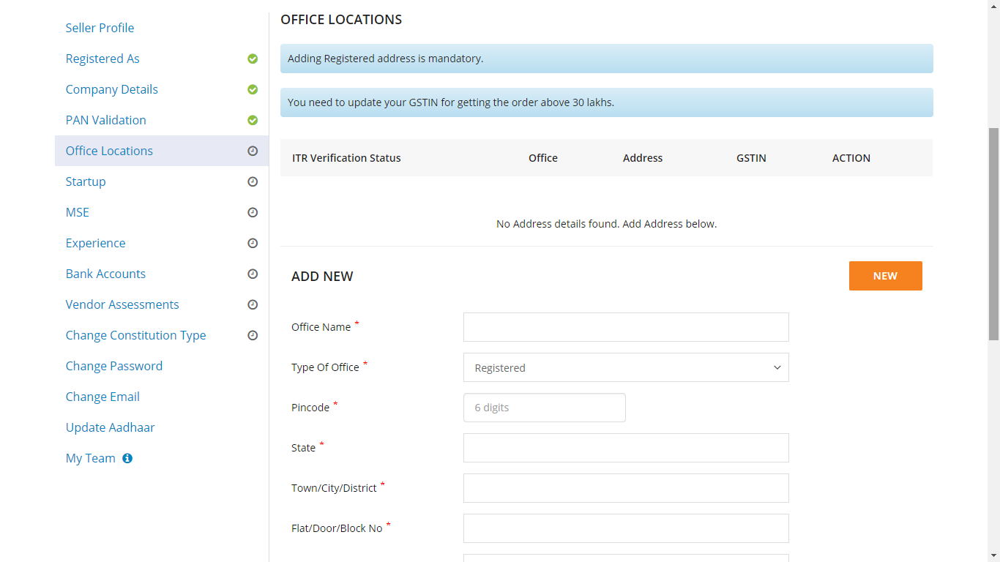 Seller Profile
Registered As
Company Details
PAN Validation
Office Locations
Startup
MSE
Experience
Bank Accounts
Vendor Assessments
Change Constitution Type
Change Password
Change Email
Update Aadhaar
My Team
OFFICE LOCATIONS
Adding Registered address is mandatory.
You need to update your GSTIN for getting the order above 30 lakhs.
ITR Verification Status Office Address GSTIN ACTION
No Address details found. Add Address below.
ADD NEW NEW
Office Name *
Type Of Office * Registered
Pincode * 6 digits
State *
Town/City/District *
Flat/Door/Block No *